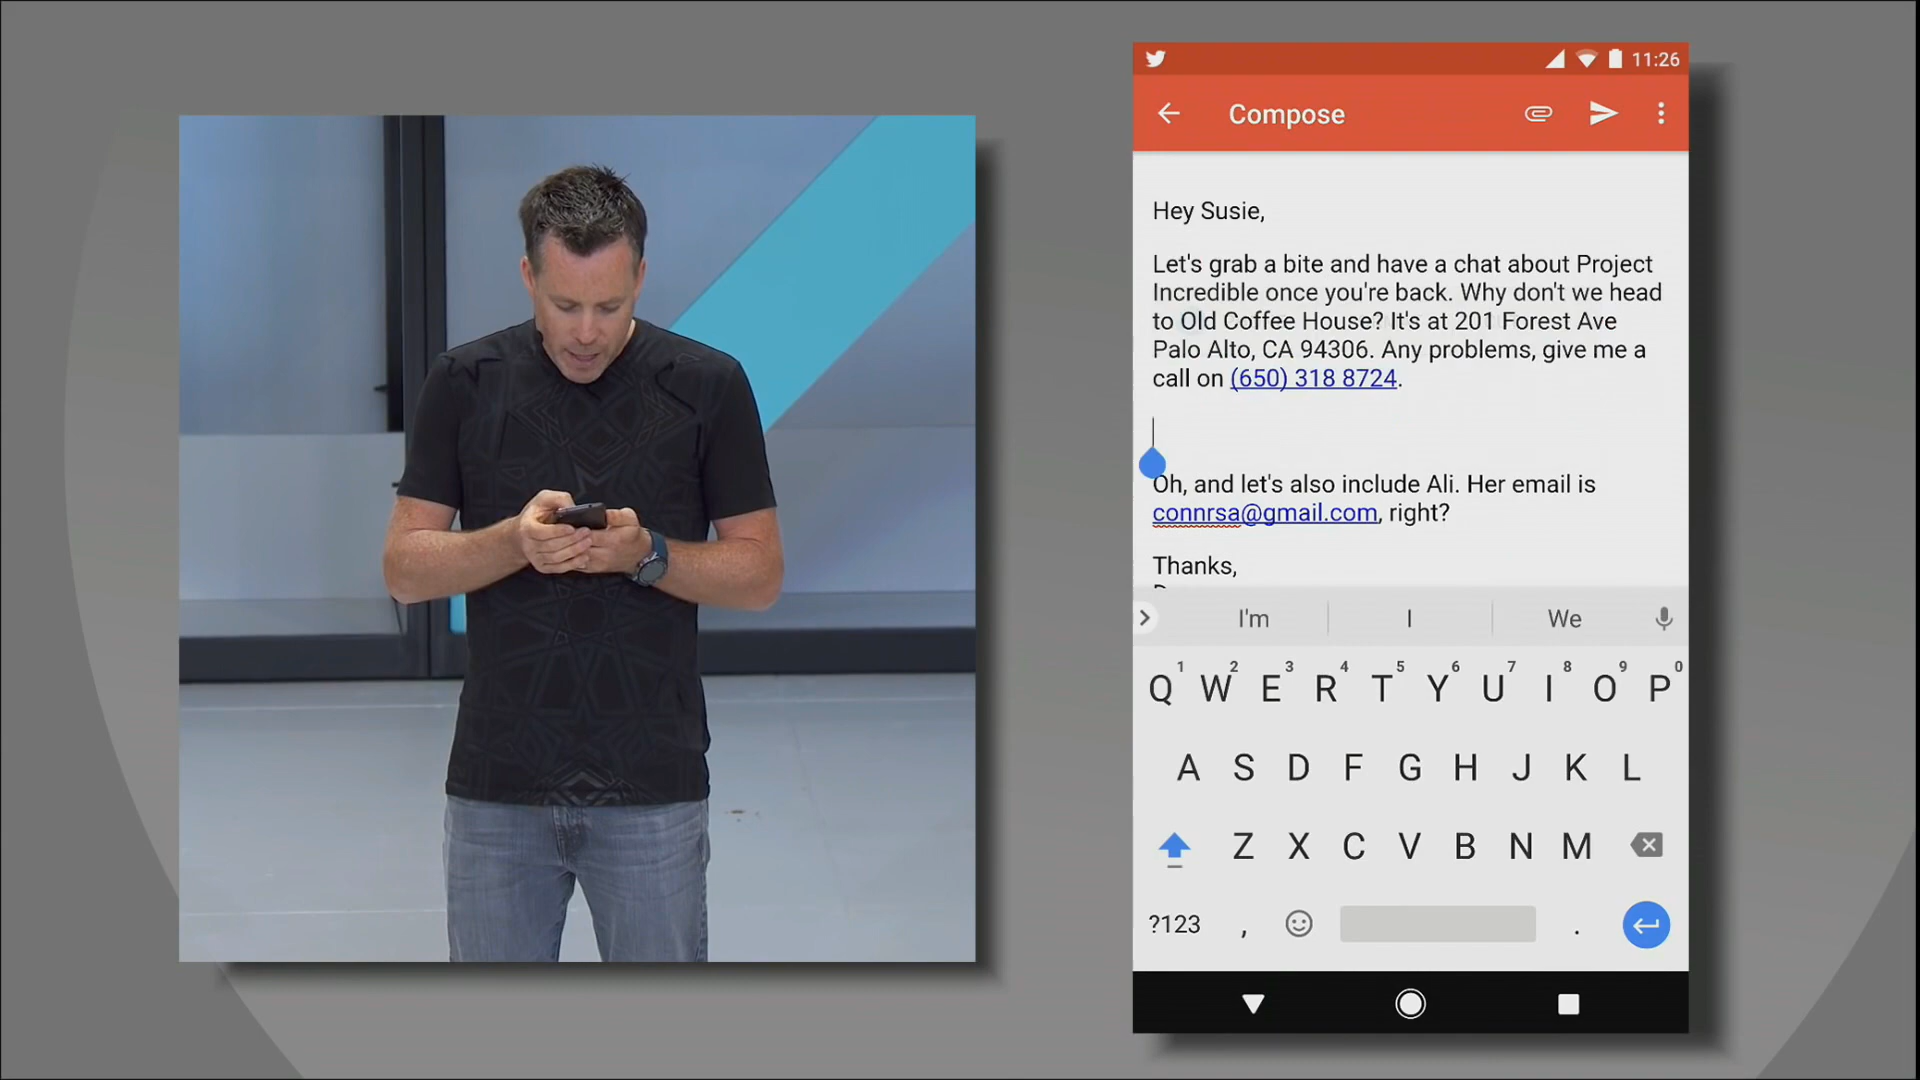 11:26
Compose
Hey Susie,
Let's grab a bite and have a chat about Project
Incredible once you're back. Why don't we head
to Old Coffee House? It's at 201 Forest Ave
Palo Alto, CA 94306. Any problems, give me a
call on (650) 318 8724.
Oh, and let's also include Ali. Her email is
connrsa@gmail.com, right?
Thanks,
I'm I We
1 2 3 4 5 6 7 8 9 0
Q W E R T Y U I O P
A S D F G H J K L
Z X C V B N M
?123 , .